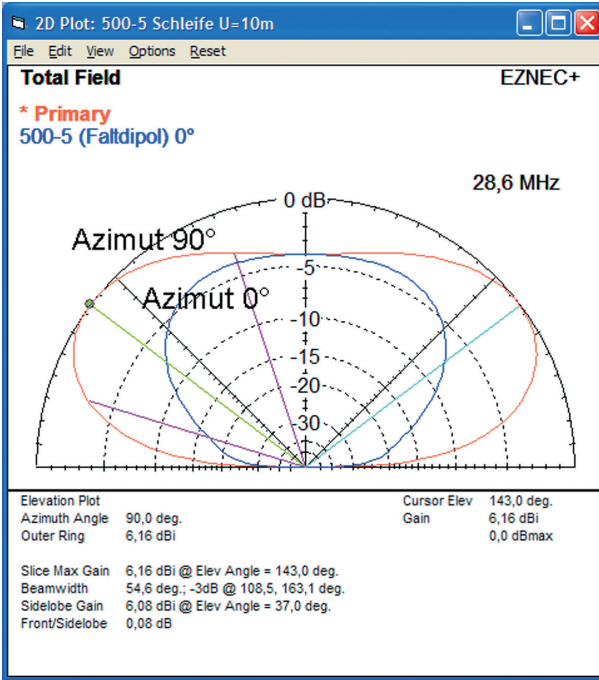 2D Plot: 500-5 Schleife U=10m
File Edit View Options Reset
Total Field EZNEC+
* Primary
500-5 (Faltdipol) 0°
28,6 MHz
0 dB
Azimut 90°
-5
Azimut 0°
-10
-15
-20
-30
Elevation Plot Cursor Elev 143,0 deg.
Azimuth Angle 90,0 deg. Gain 6,16 dBi
Outer Ring 6,16 dBi 0,0 dBmax
Slice Max Gain 6,16 dBi @ Elev Angle = 143,0 deg.
Beamwidth 54,6 deg.; -3dB @ 108,5, 163,1 deg.
Sidelobe Gain 6,08 dBi @ Elev Angle = 37,0 deg.
Front/Sidelobe 0,08 dB